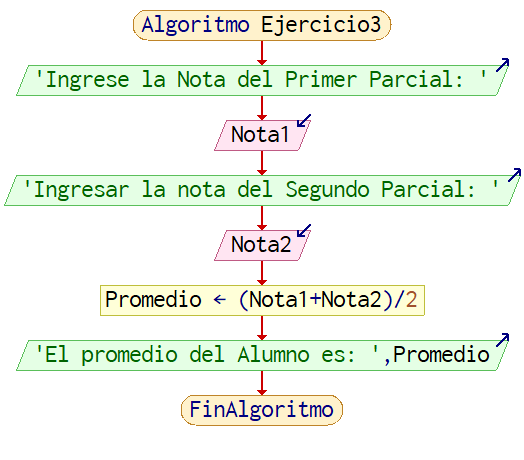 Algoritmo Ejercicio3
'Ingrese la Nota del Primer Parcial: '
Nota1
'Ingresar la nota del Segundo Parcial: '
Nota2
Promedio ← (Nota1+Nota2)/2
'El promedio del Alumno es: ',Promedio
FinAlgoritmo